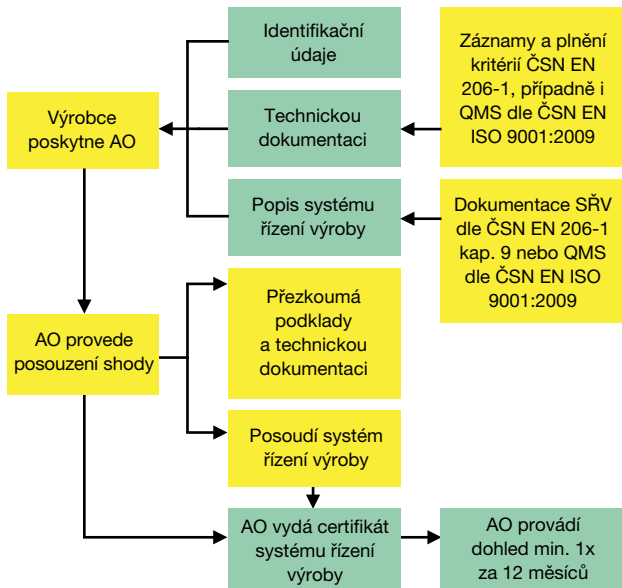 Identifikační
údaje
Záznamy a plnění
kritérií ČSN EN
206-1, případně i
QMS dle ČSN EN
ISO 9001:2009
Výrobce
poskytne AO
Technickou
dokumentaci
Popis systému
řízení výroby
Dokumentace SŘV
dle ČSN EN 206-1
kap. 9 nebo QMS
dle ČSN EN ISO
9001:2009
AO provede
posouzení shody
Přezkoumá
podklady
a technickou
dokumentaci
Posoudí systém
řízení výroby
AO vydá certifikát
systému řízení
výroby
AO provádí
dohled min. 1x
za 12 měsíců